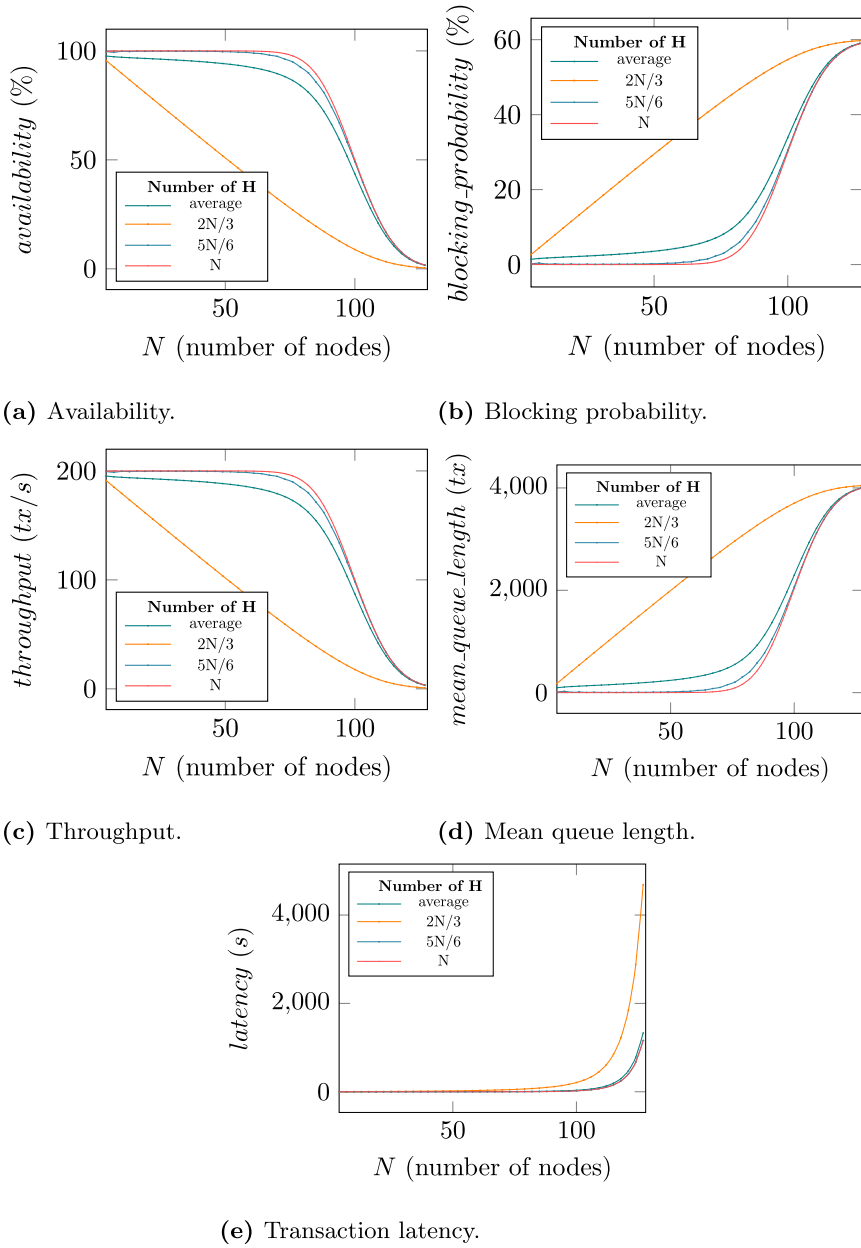 availability (%)
100
50
0
Number of H
average
2N/3
5N/6
N
50
100
N (number of nodes)
(a) Availability.
blocking_probability (%)
60
40
20
0
Number of H
average
2N/3
5N/6
N
50
100
N (number of nodes)
(b) Blocking probability.
throughput (tx/s)
200
100
0
Number of H
average
2N/3
5N/6
N
50
100
N (number of nodes)
(c) Throughput.
mean_queue_length (tx)
4,000
2,000
0
Number of H
average
2N/3
5N/6
N
50
100
N (number of nodes)
(d) Mean queue length.
latency (s)
4,000
2,000
0
Number of H
average
2N/3
5N/6
N
50
100
N (number of nodes)
(e) Transaction latency.